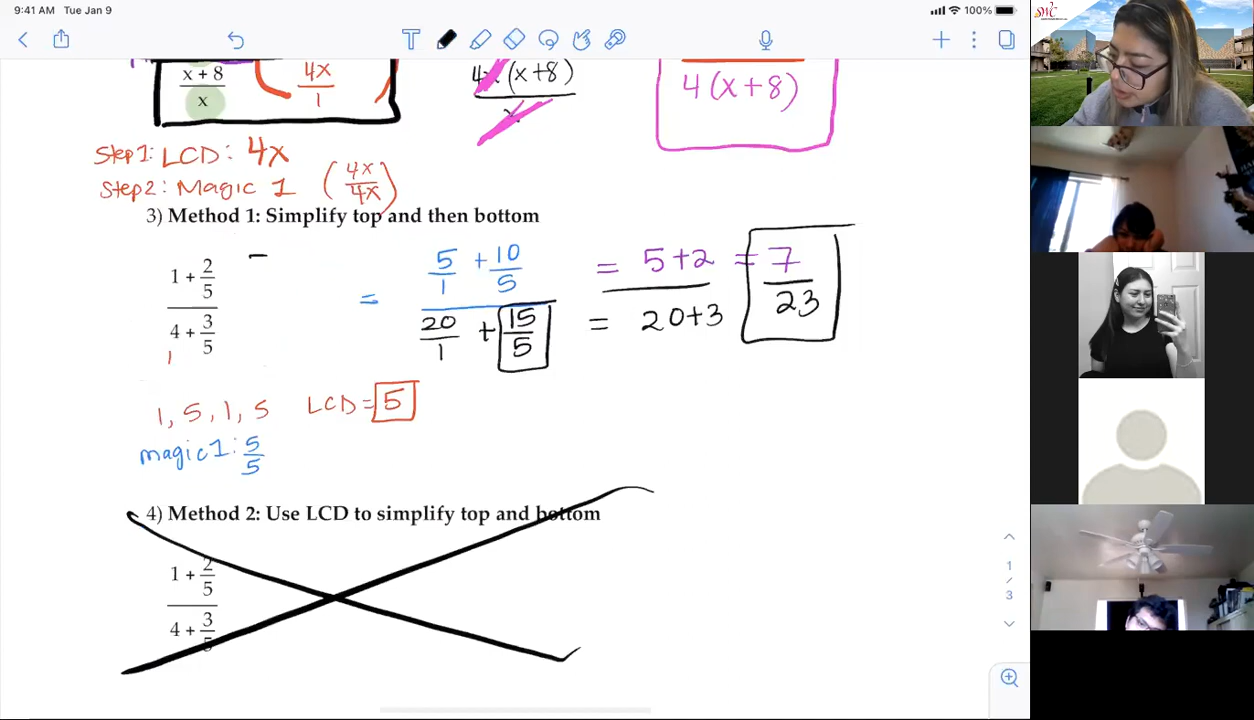 9:41 AM Tue Jan 9
100%
SWC
T
x + 8
x
4x
1
4x (x+8)
x
4 (x+8)
Step 1: LCD: 4x
Step 2: Magic 1 (4x/4x)
3) Method 1: Simplify top and then bottom
1 + 2/5
4 + 3/5
1
5/1 + 10/5 = 5+2 = 7
=
20/1 + 15/5 = 20+3 23
1, 5, 1, 5 LCD = 5
magic 1: 5/5
4) Method 2: Use LCD to simplify top and bottom
1 + 2/5
4 + 3/5
1
/
3